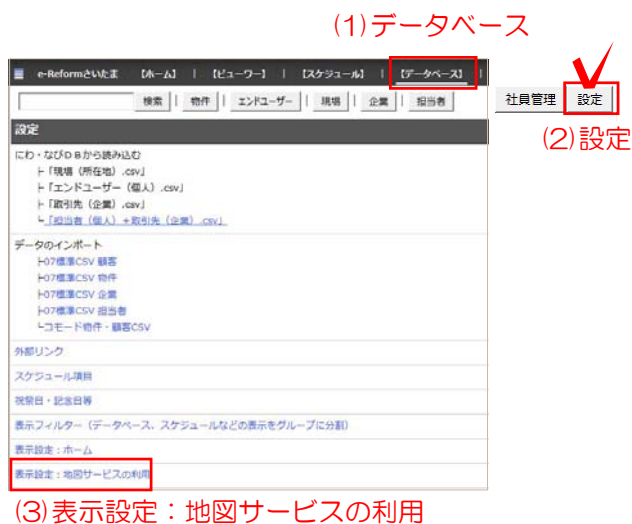 (1)データベース
e-Reformさいたま 【ホーム】 | 【ビューワー】 | 【スケジュール】 | 【データベース】 |
検索 | 物件 | エンドユーザー | 現場 | 企業 | 担当者
社員管理 設定
(2)設定
設定
にわ・なびDBから読み込む
├「現場（所在地）.csv」
├「エンドユーザー（個人）.csv」
├「取引先（企業）.csv」
└「担当者（個人）+取引先（企業）.csv」
データのインポート
├07標準CSV 顧客
├07標準CSV 物件
├07標準CSV 企業
├07標準CSV 担当者
└コモード物件・顧客CSV
外部リンク
スケジュール項目
祝祭日・記念日等
表示フィルター（データベース、スケジュールなどの表示をグループに分割）
表示設定：ホーム
表示設定：地図サービスの利用
(3)表示設定：地図サービスの利用